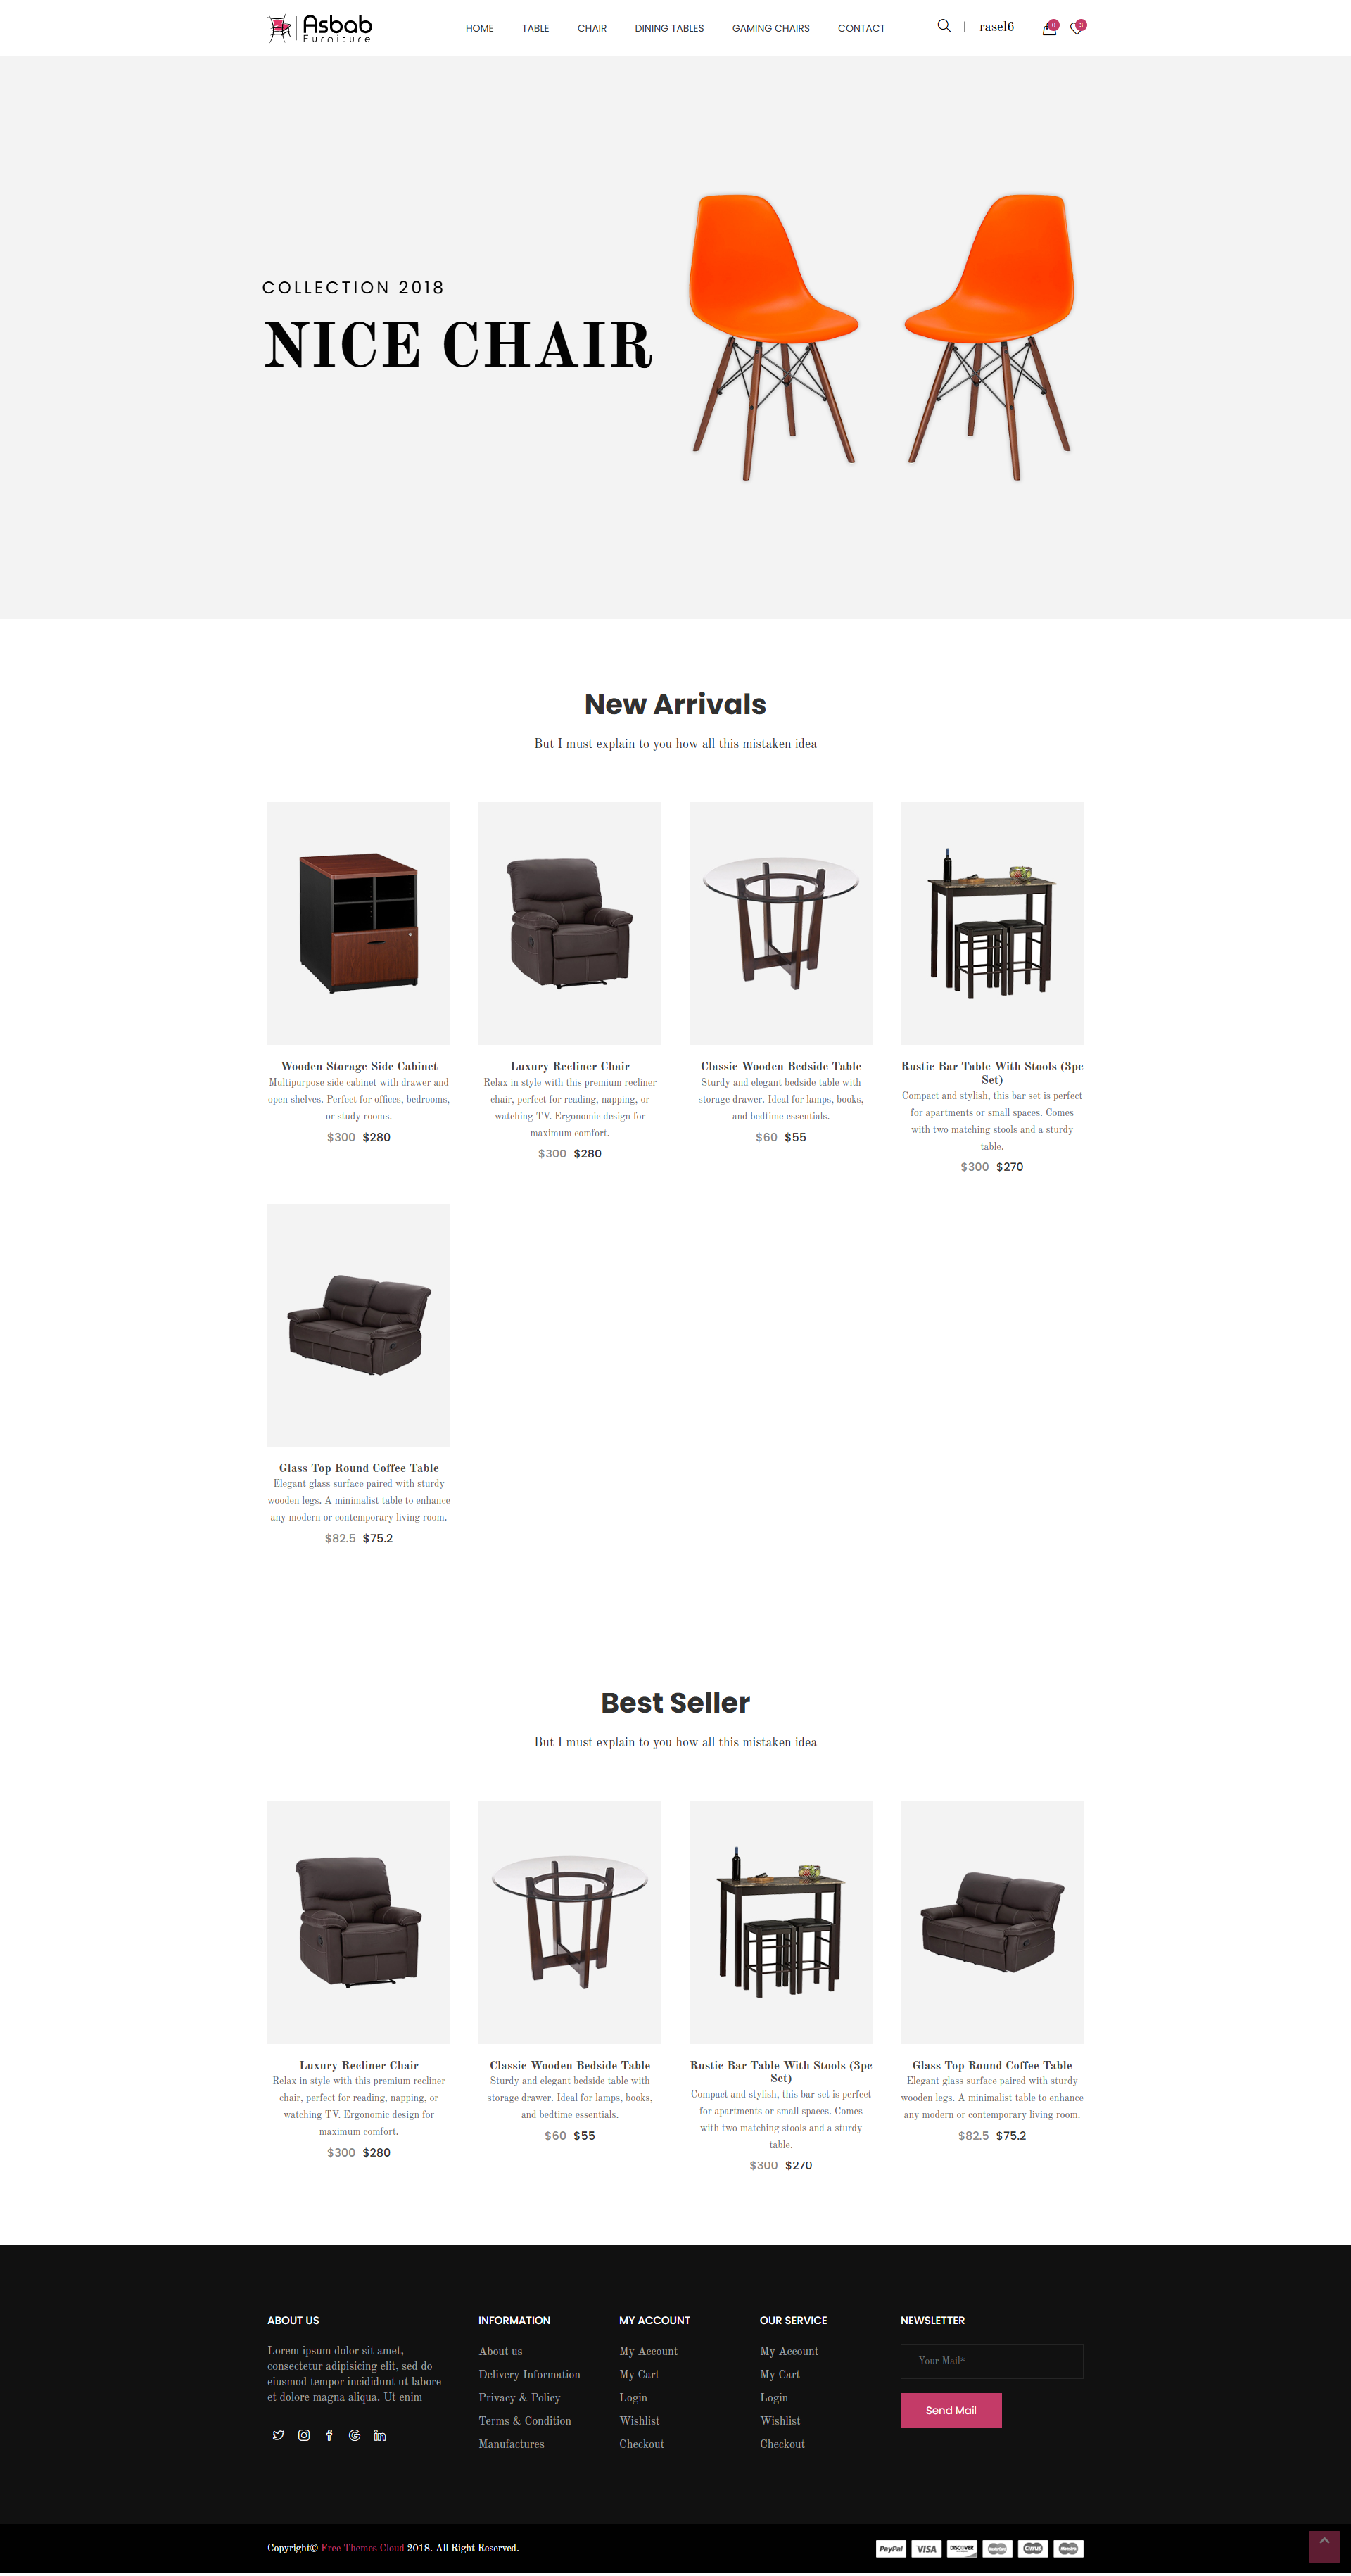 Asbab
Furniture
HOME TABLE CHAIR DINING TABLES GAMING CHAIRS CONTACT
| rasel6 0 3
COLLECTION 2018
NICE CHAIR
New Arrivals
But I must explain to you how all this mistaken idea
Wooden Storage Side Cabinet
Multipurpose side cabinet with drawer and
open shelves. Perfect for offices, bedrooms,
or study rooms.
$300 $280
Luxury Recliner Chair
Relax in style with this premium recliner
chair, perfect for reading, napping, or
watching TV. Ergonomic design for
maximum comfort.
$300 $280
Classic Wooden Bedside Table
Sturdy and elegant bedside table with
storage drawer. Ideal for lamps, books,
and bedtime essentials.
$60 $55
Rustic Bar Table With Stools (3pc
Set)
Compact and stylish, this bar set is perfect
for apartments or small spaces. Comes
with two matching stools and a sturdy
table.
$300 $270
Glass Top Round Coffee Table
Elegant glass surface paired with sturdy
wooden legs. A minimalist table to enhance
any modern or contemporary living room.
$82.5 $75.2
Best Seller
But I must explain to you how all this mistaken idea
Luxury Recliner Chair
Relax in style with this premium recliner
chair, perfect for reading, napping, or
watching TV. Ergonomic design for
maximum comfort.
$300 $280
Classic Wooden Bedside Table
Sturdy and elegant bedside table with
storage drawer. Ideal for lamps, books,
and bedtime essentials.
$60 $55
Rustic Bar Table With Stools (3pc
Set)
Compact and stylish, this bar set is perfect
for apartments or small spaces. Comes
with two matching stools and a sturdy
table.
$300 $270
Glass Top Round Coffee Table
Elegant glass surface paired with sturdy
wooden legs. A minimalist table to enhance
any modern or contemporary living room.
$82.5 $75.2
ABOUT US
Lorem ipsum dolor sit amet,
consectetur adipisicing elit, sed do
eiusmod tempor incididunt ut labore
et dolore magna aliqua. Ut enim
INFORMATION
About us
Delivery Information
Privacy & Policy
Terms & Condition
Manufactures
MY ACCOUNT
My Account
My Cart
Login
Wishlist
Checkout
OUR SERVICE
My Account
My Cart
Login
Wishlist
Checkout
NEWSLETTER
Your Mail*
Send Mail
Copyright© Free Themes Cloud 2018. All Right Reserved.
PayPal VISA DISCOVER MasterCard Cirrus Maestro